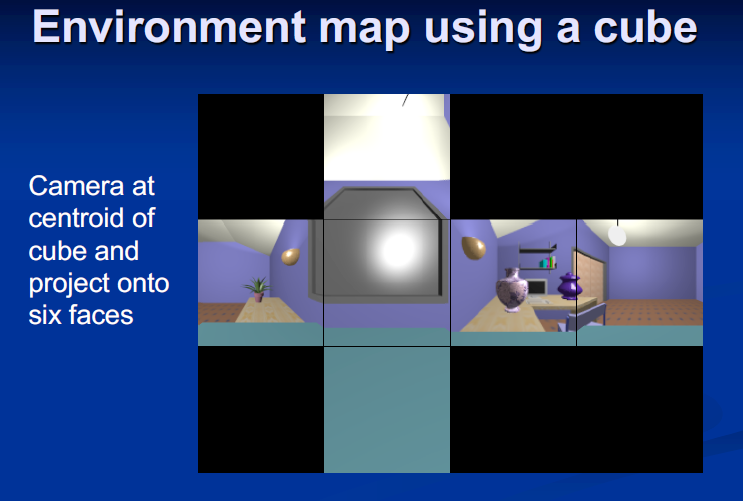 Environment map using a cube
Camera at
centroid of
cube and
project onto
six faces